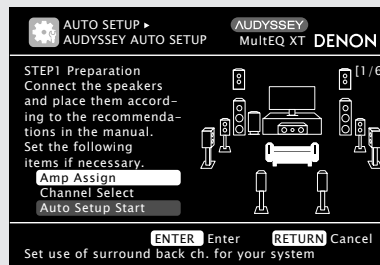 AUTO SETUP ▸
AUDYSSEY AUTO SETUP
AUDYSSEY
MultEQ XT
DENON
[1/6
STEP1 Preparation
Connect the speakers
and place them accord-
ing to the recommenda-
tions in the manual.
Set the following
items if necessary.
Amp Assign
Channel Select
Auto Setup Start
ENTER Enter RETURN Cancel
Set use of surround back ch. for your system